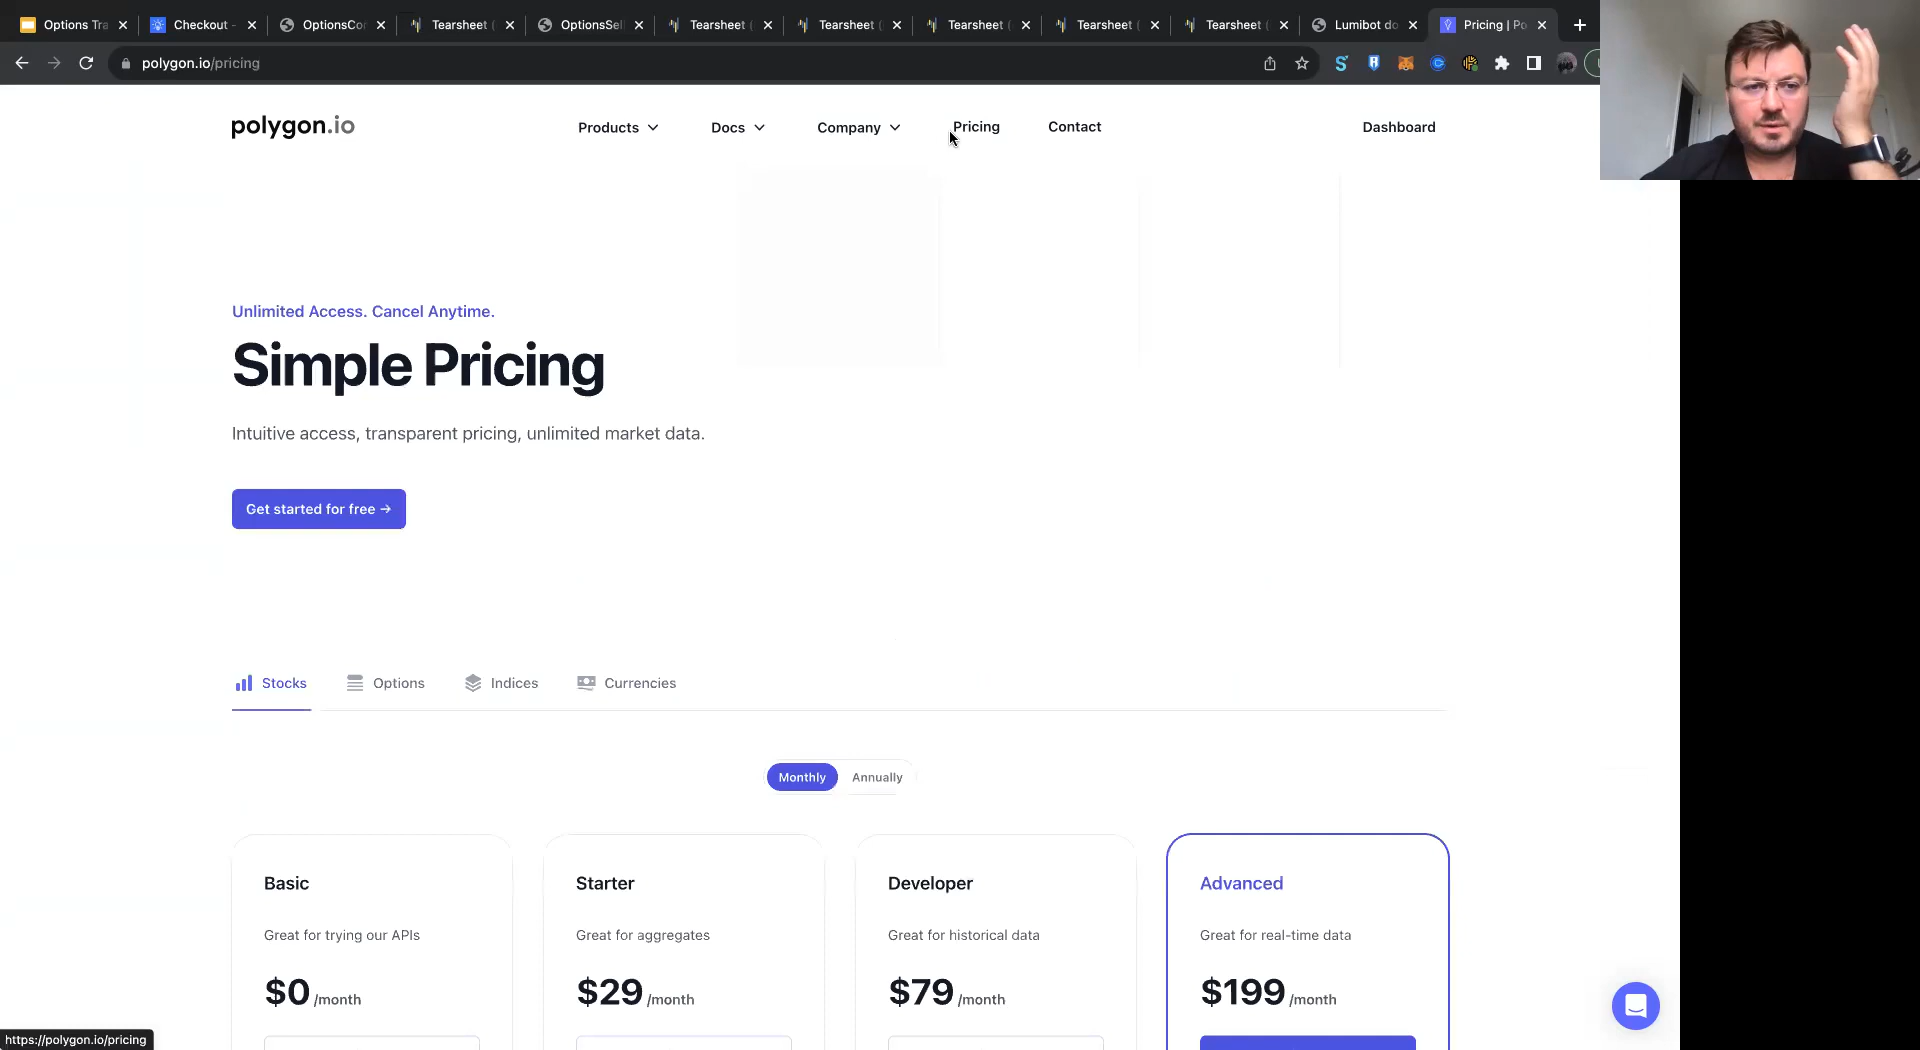 Options Tra
Checkout -
OptionsCor
Tearsheet (
OptionsSell
Tearsheet (
Tearsheet (
Tearsheet (
Tearsheet (
Tearsheet (
Lumibot do
Pricing | Po
polygon.io/pricing
polygon.io
Products
Docs
Company
Pricing
Contact
Dashboard
Unlimited Access. Cancel Anytime.
Simple Pricing
Intuitive access, transparent pricing, unlimited market data.
Get started for free →
Stocks
Options
Indices
Currencies
Monthly
Annually
Basic
Starter
Developer
Advanced
Great for trying our APIs
Great for aggregates
Great for historical data
Great for real-time data
$0 /month
$29 /month
$79 /month
$199 /month
https://polygon.io/pricing